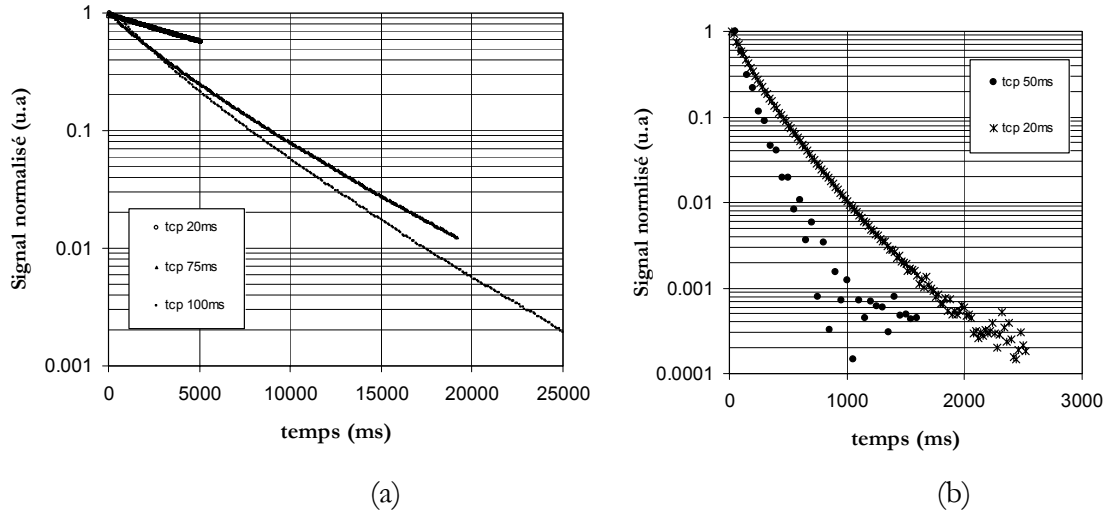 Signal normalisé (u.a)
1
0.1
0.01
0.001
0
5000
10000
15000
20000
25000
temps (ms)
tcp 20ms
tcp 75ms
tcp 100ms
(a)
Signal normlisé (u.a)
1
0.1
0.01
0.001
0.0001
0
1000
2000
3000
temps (ms)
tcp 50ms
tcp 20ms
(b)